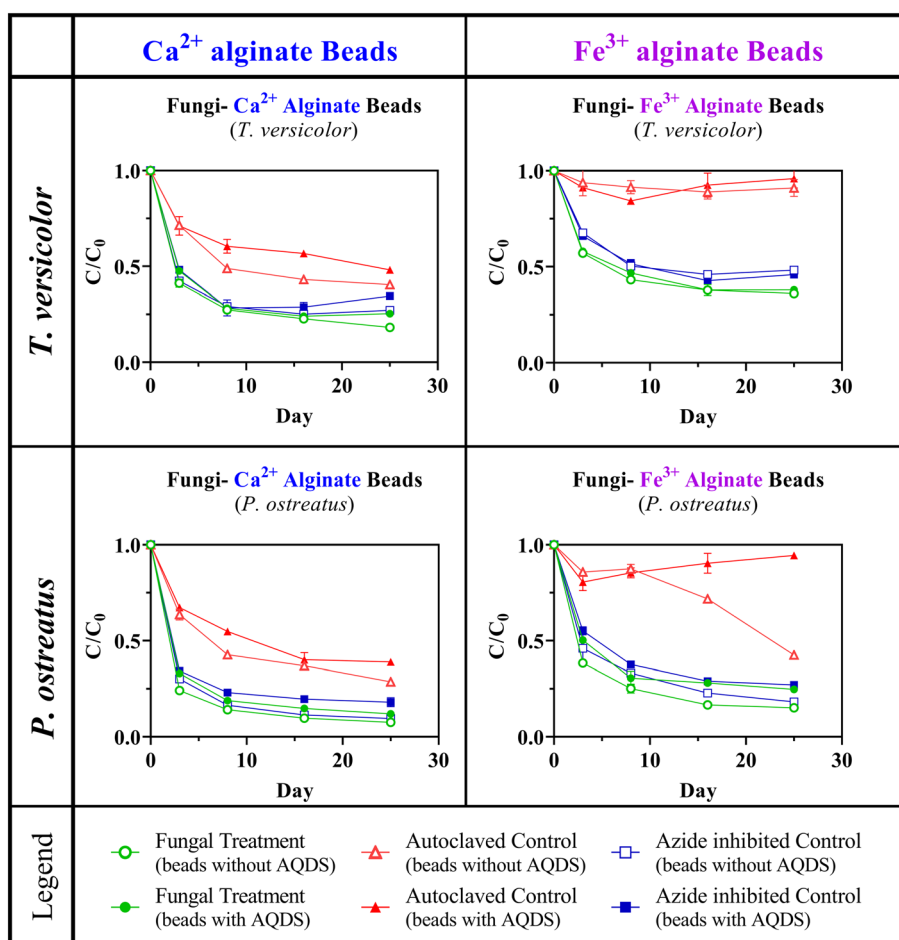 Ca²⁺ alginate Beads
Fe³⁺ alginate Beads
T. versicolor
Fungi- Ca²⁺ Alginate Beads
(T. versicolor)
1.0
0.5
0.0
C/C₀
0
10
20
30
Day
Fungi- Fe³⁺ Alginate Beads
(T. versicolor)
1.0
0.5
0.0
C/C₀
0
10
20
30
Day
P. ostreatus
Fungi- Ca²⁺ Alginate Beads
(P. ostreatus)
1.0
0.5
0.0
C/C₀
0
10
20
30
Day
Fungi- Fe³⁺ Alginate Beads
(P. ostreatus)
1.0
0.5
0.0
C/C₀
0
10
20
30
Day
Legend
Fungal Treatment
(beads without AQDS)
Autoclaved Control
(beads without AQDS)
Azide inhibited Control
(beads without AQDS)
Fungal Treatment
(beads with AQDS)
Autoclaved Control
(beads with AQDS)
Azide inhibited Control
(beads with AQDS)